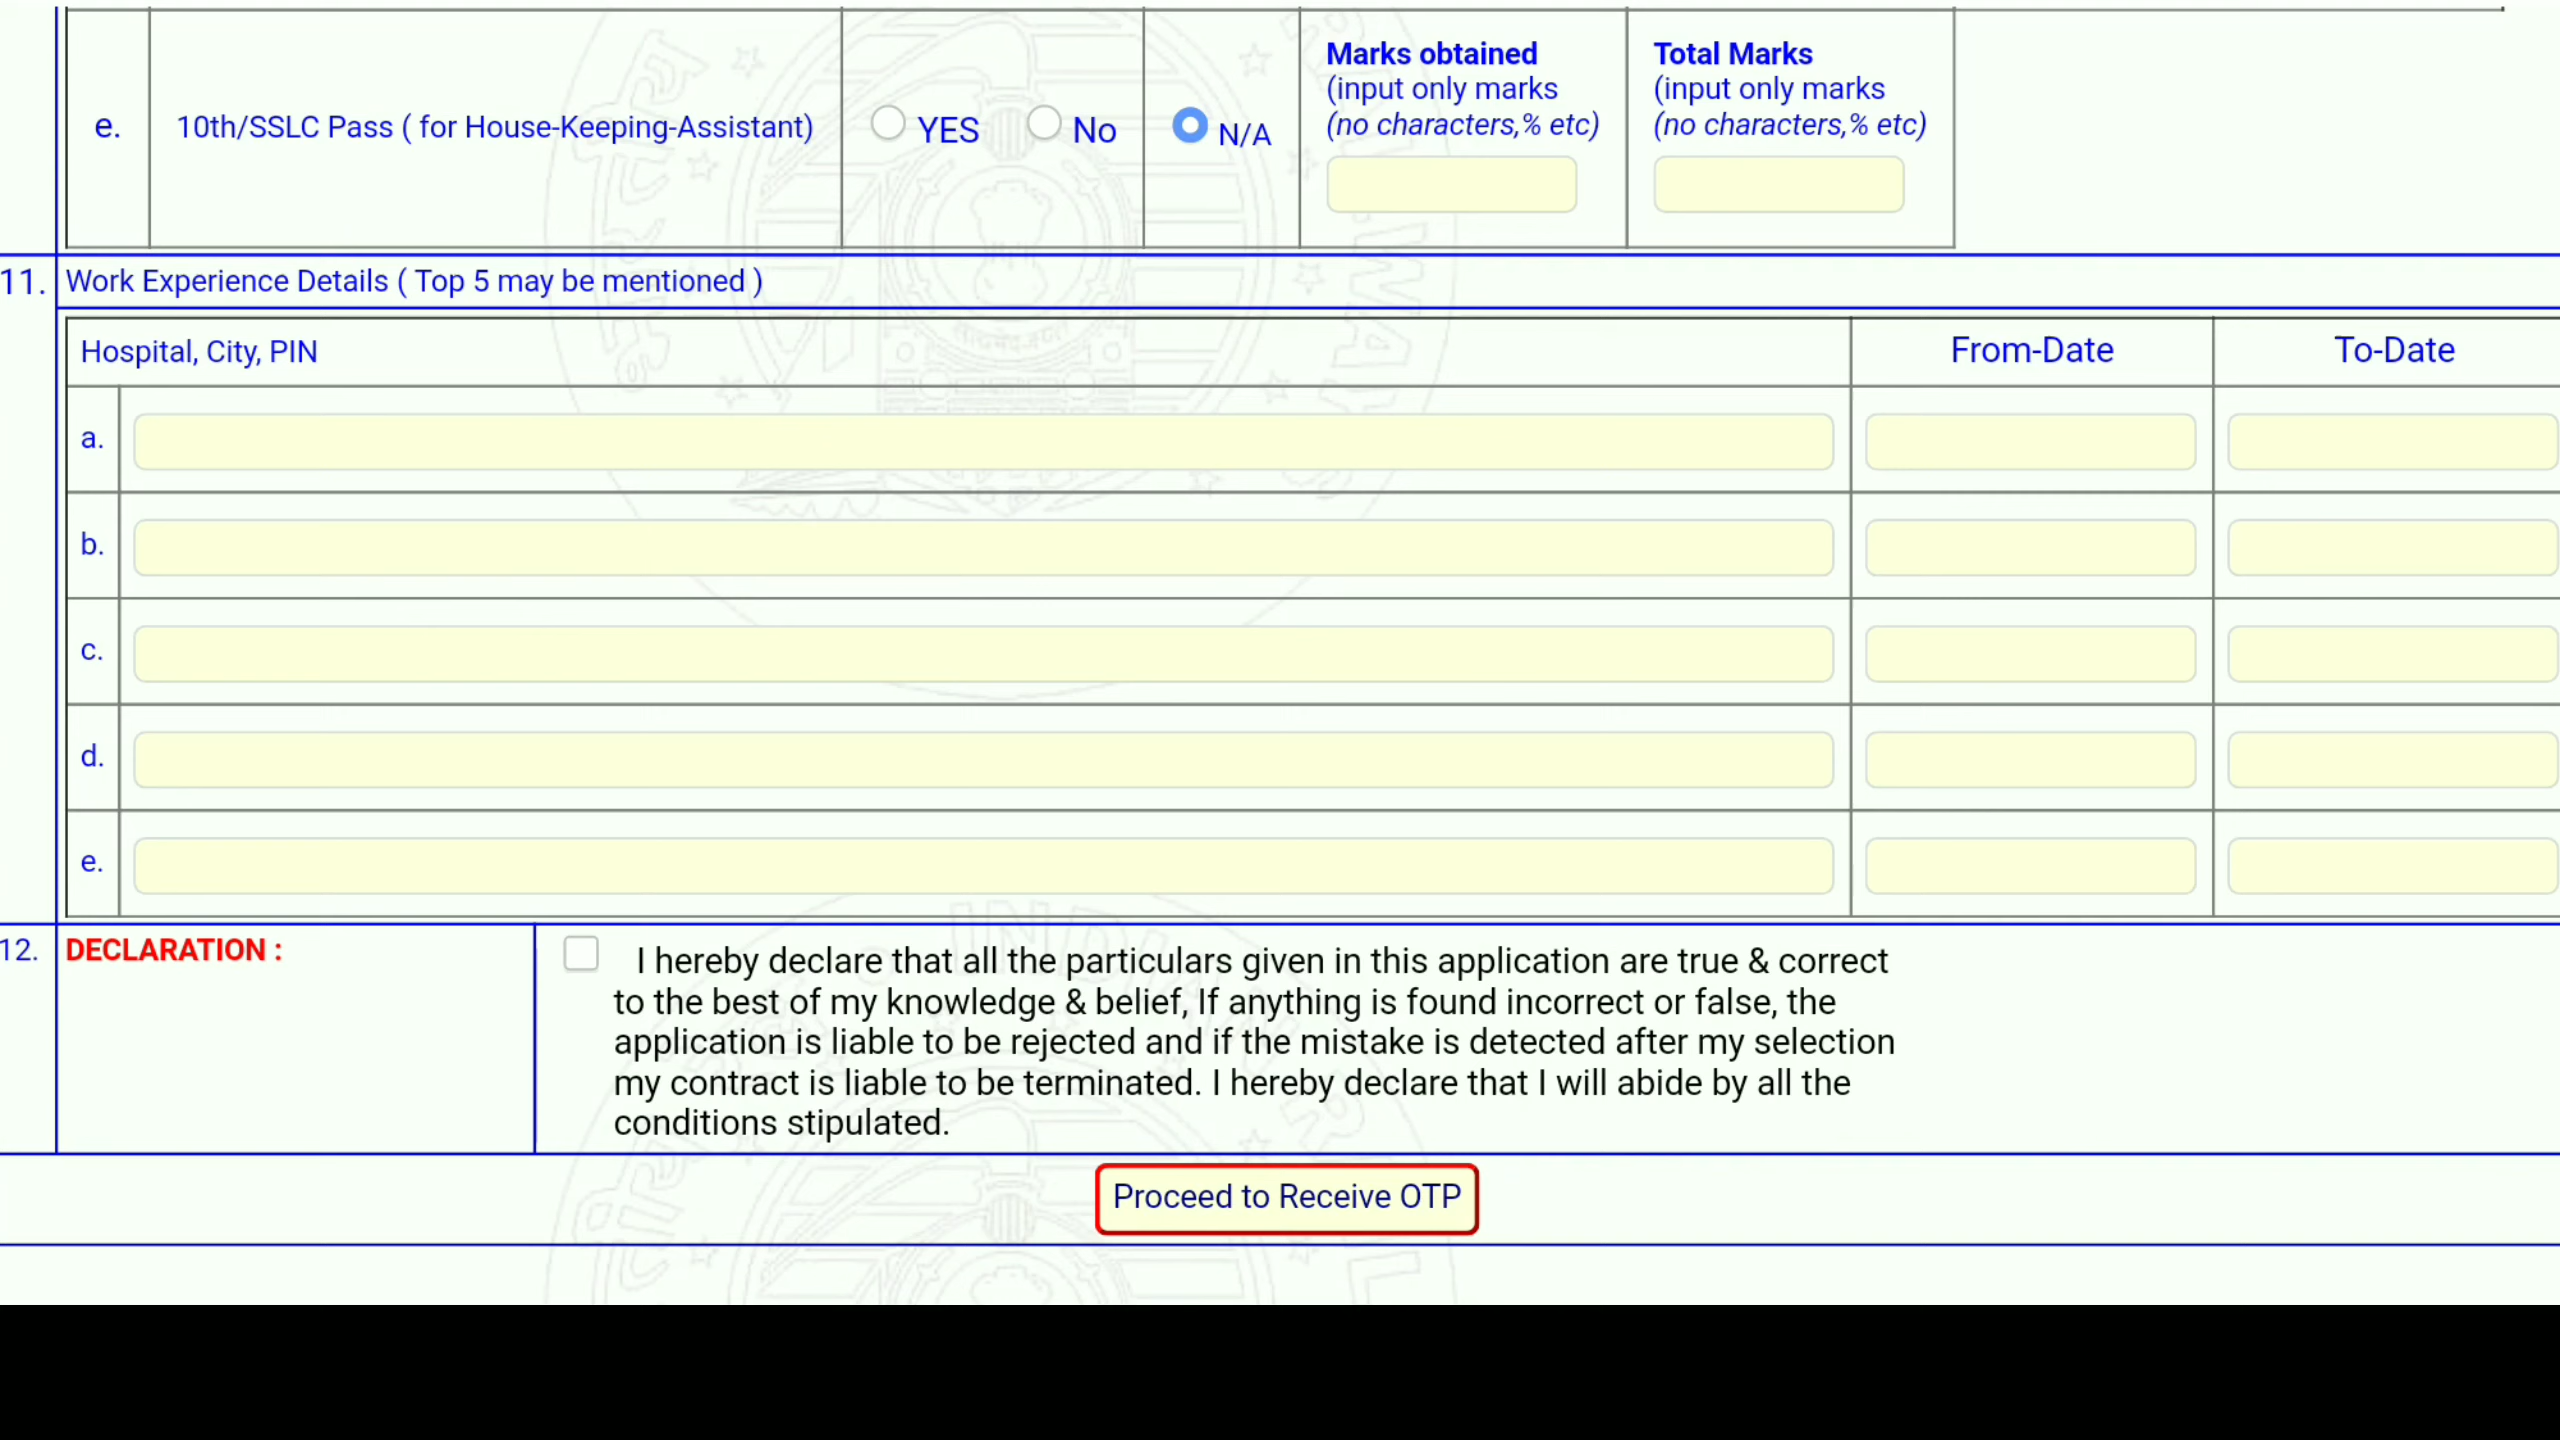 e.
10th/SSLC Pass ( for House-Keeping-Assistant)
YES
No
N/A
Marks obtained
(input only marks
(no characters,% etc)
Total Marks
(input only marks
(no characters,% etc)
11.
Work Experience Details ( Top 5 may be mentioned )
Hospital, City, PIN
From-Date
To-Date
a.
b.
c.
d.
e.
12.
DECLARATION :
I hereby declare that all the particulars given in this application are true & correct
to the best of my knowledge & belief, If anything is found incorrect or false, the
application is liable to be rejected and if the mistake is detected after my selection
my contract is liable to be terminated. I hereby declare that I will abide by all the
conditions stipulated.
Proceed to Receive OTP